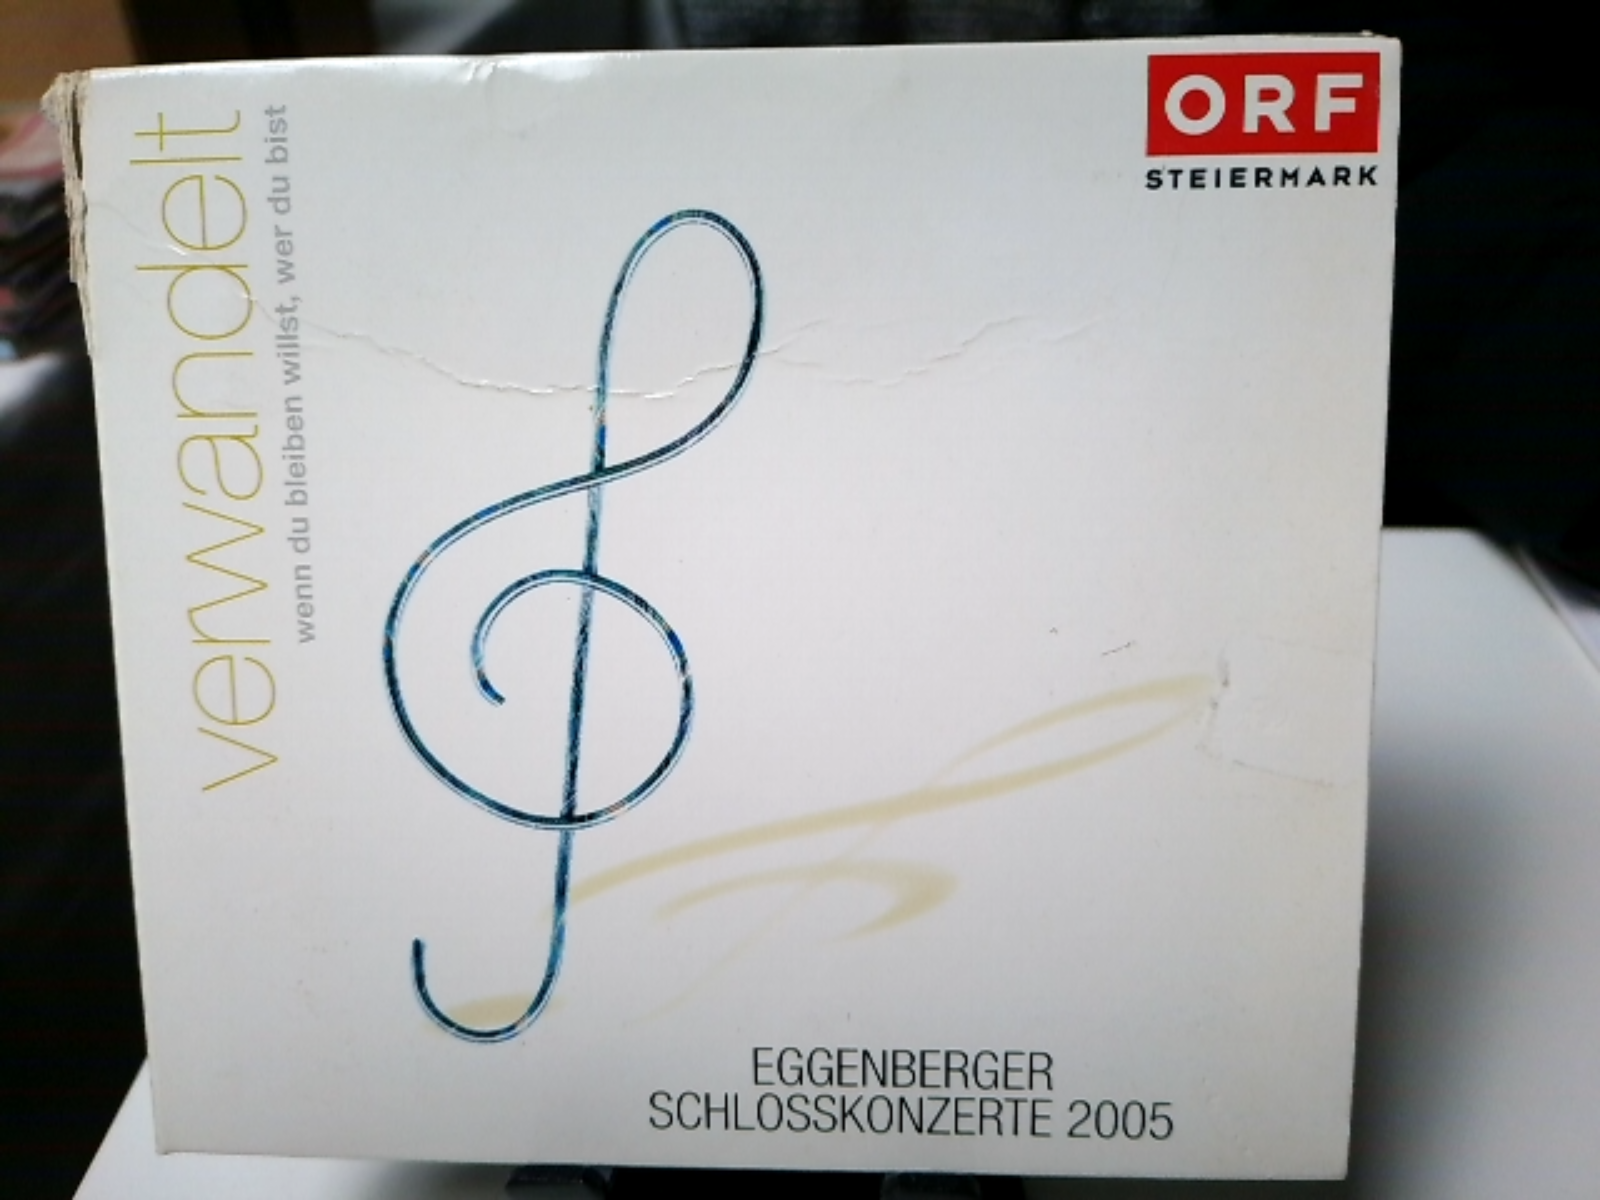 verwandelt
wenn du bleiben willst, wer du bist
ORF
STEIERMARK
EGGENBERGER
SCHLOSSKONZERTE 2005